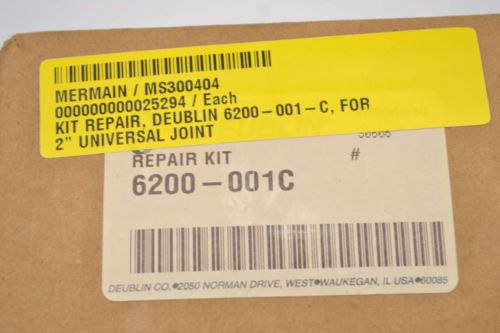 MERMAIN / MS300404
000000000025294 / Each
KIT REPAIR, DEUBLIN 6200-001-C, FOR
2" UNIVERSAL JOINT
DEUBLIN
REPAIR KIT #
6200-001C
DEUBLIN CO.•2050 NORMAN DRIVE, WEST•WAUKEGAN, IL USA•60085